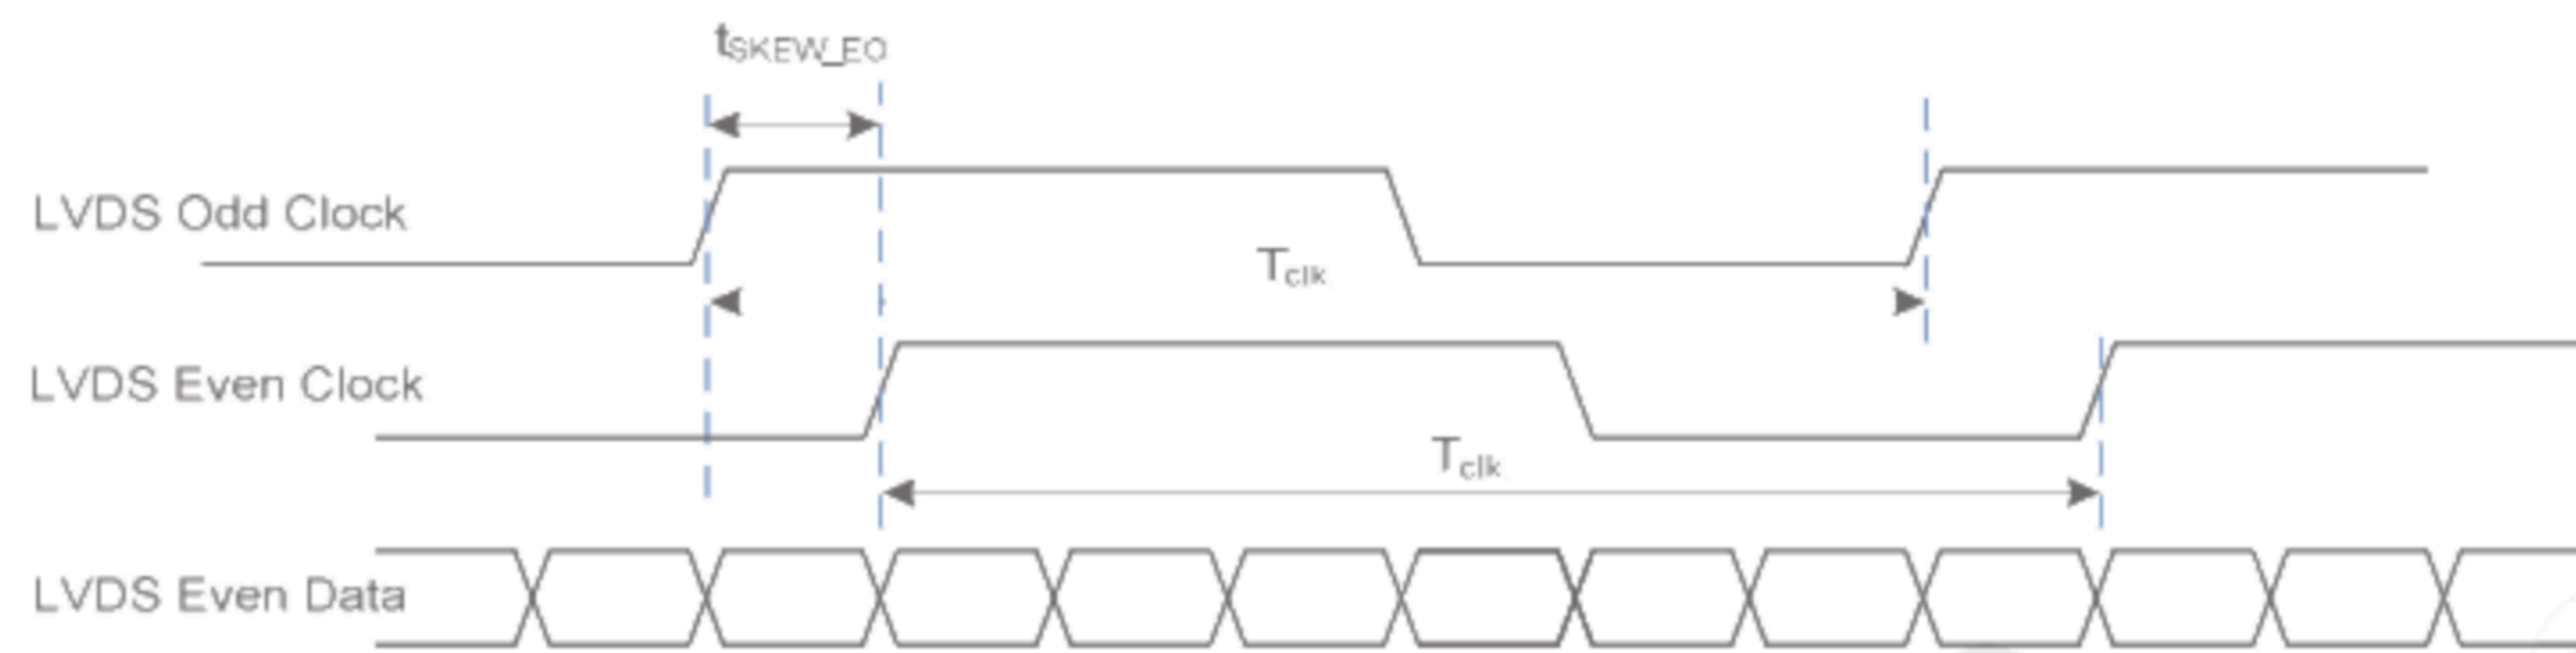 tSKEW_EO
LVDS Odd Clock
Tclk
LVDS Even Clock
Tclk
LVDS Even Data